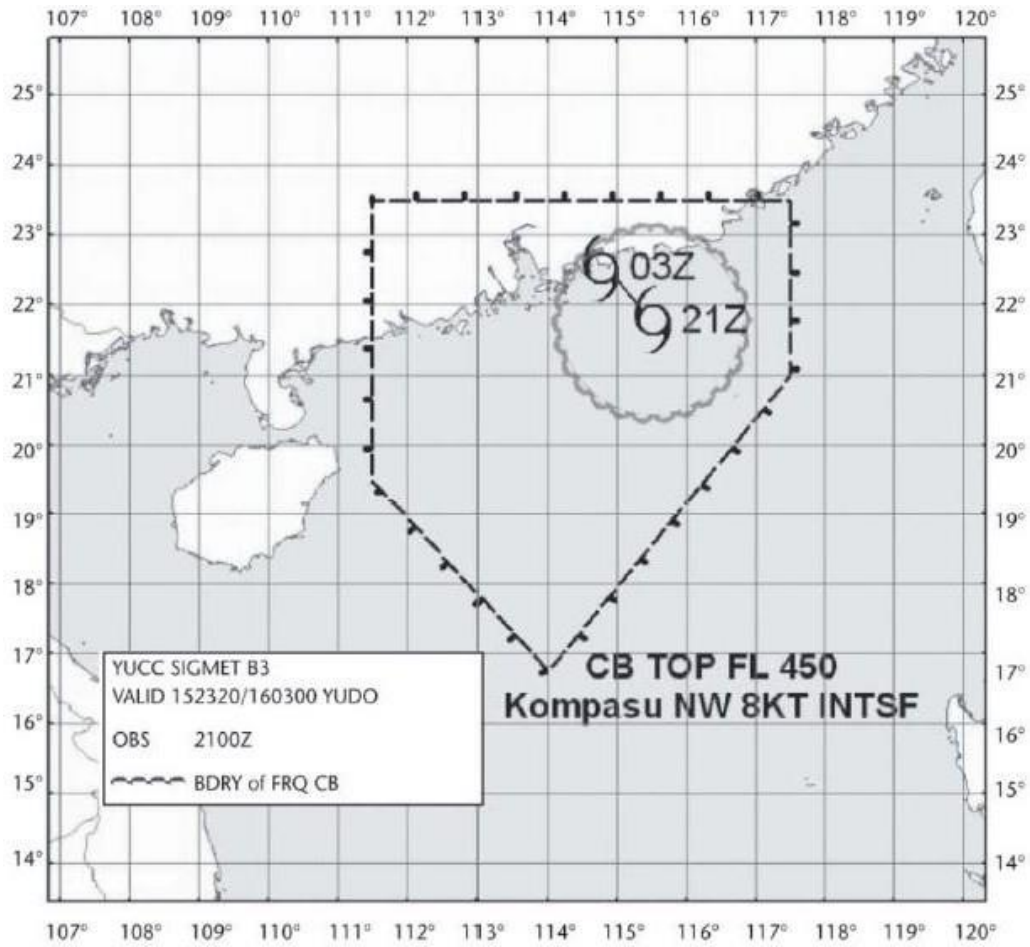 107° 108° 109° 110° 111° 112° 113° 114° 115° 116° 117° 118° 119° 120°
25° 25°
24° 24°
23° 23°
03Z
22° 22°
21Z
21° 21°
20° 20°
19° 19°
18° 18°
17° 17°
YUCC SIGMET B3
CB TOP FL 450
VALID 152320/160300 YUDO
Kompasu NW 8KT INTSF
16° 16°
OBS 2100Z
BDRY of FRQ CB
15° 15°
14° 14°
107° 108° 109° 110° 111° 112° 113° 114° 115° 116° 117° 118° 119° 120°